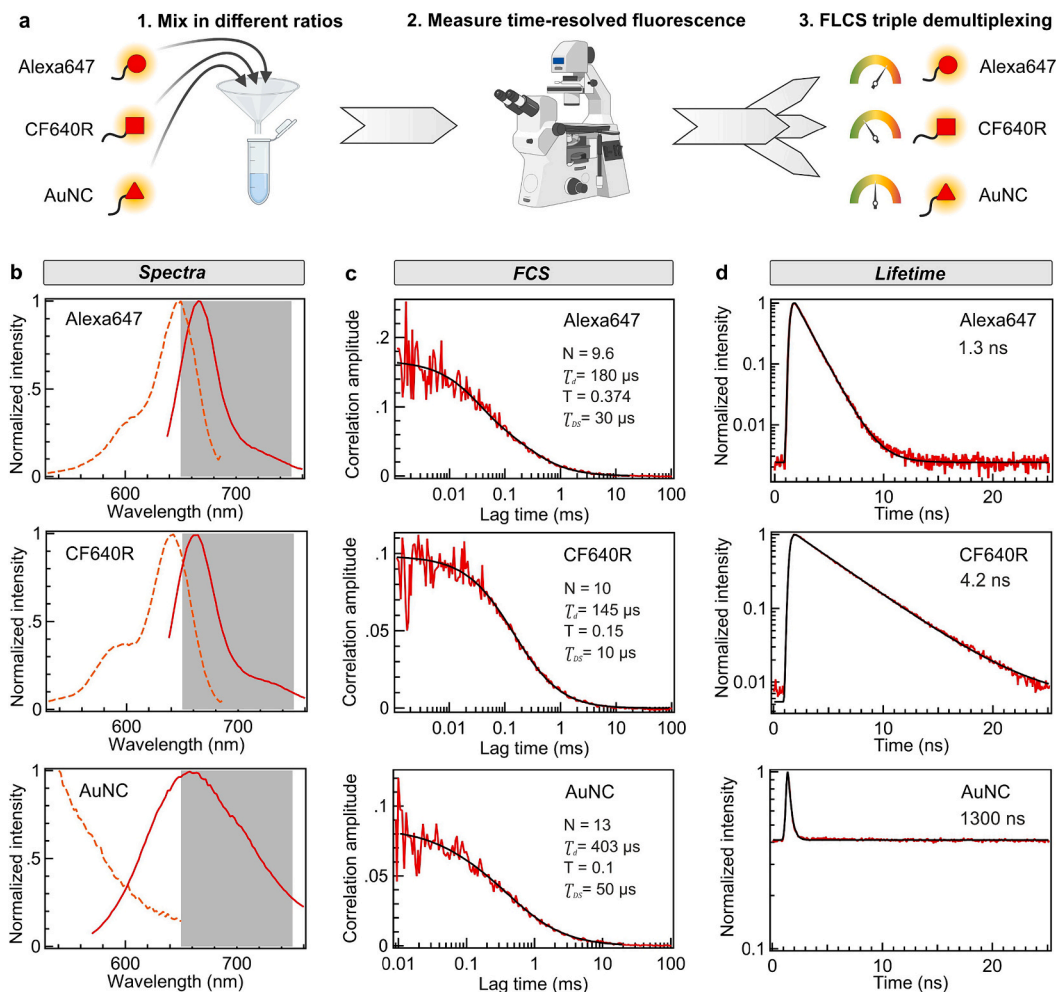 a
1. Mix in different ratios
2. Measure time-resolved fluorescence
3. FLCS triple demultiplexing
Alexa647
CF640R
AuNC
Alexa647
CF640R
AuNC
b
Spectra
Normalized intensity
1
.5
0
Alexa647
600
700
Wavelength (nm)
Normalized intensity
1
.5
0
CF640R
600
700
Wavelength (nm)
Normalized intensity
1
.5
0
AuNC
600
700
Wavelength (nm)
c
FCS
Correlation amplitude
.2
.1
0
Alexa647
N = 9.6
τd = 180 µs
T = 0.374
τDS = 30 µs
0.01
0.1
1
10
100
Lag time (ms)
Correlation amplitude
.1
.05
0
CF640R
N = 10
τd = 145 µs
T = 0.15
τDS = 10 µs
0.01
0.1
1
10
100
Lag time (ms)
Correlation amplitude
.1
.05
0
AuNC
N = 13
τd = 403 µs
T = 0.1
τDS = 50 µs
0.01
0.1
1
10
100
Lag time (ms)
d
Lifetime
Normalized intensity
1
0.1
0.01
Alexa647
1.3 ns
0
10
20
Time (ns)
Normalized intensity
1
0.1
0.01
CF640R
4.2 ns
0
10
20
Time (ns)
Normalized intensity
1
0.1
AuNC
1300 ns
0
10
20
Time (ns)